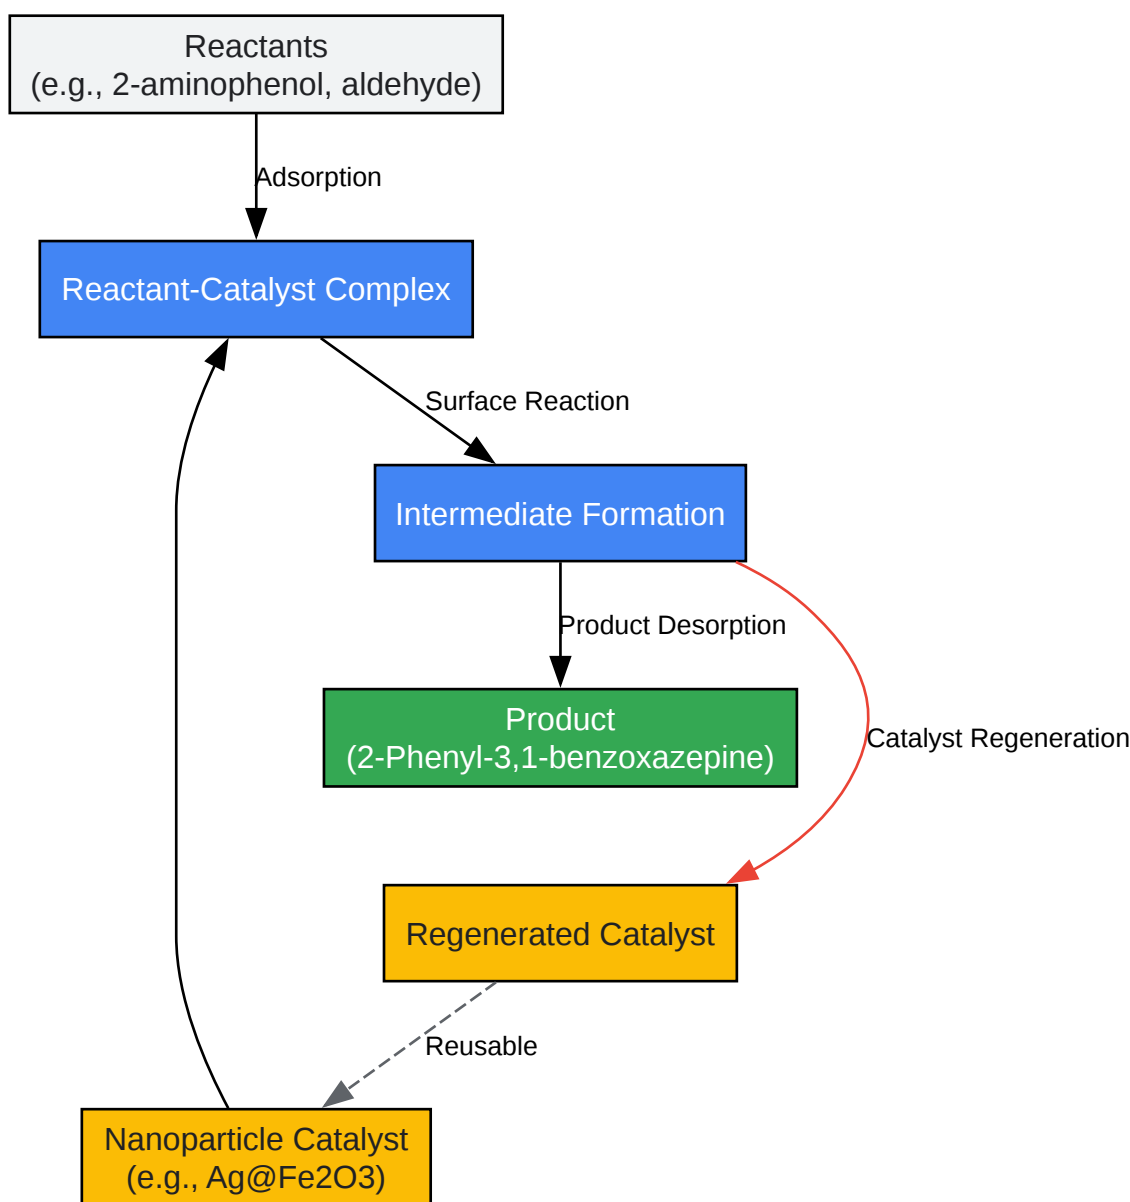 Reactants
(e.g., 2-aminophenol, aldehyde)
Adsorption
Reactant-Catalyst Complex
Surface Reaction
Intermediate Formation
Product Desorption
Product
(2-Phenyl-3,1-benzoxazepine)
Catalyst Regeneration
Regenerated Catalyst
Reusable
Nanoparticle Catalyst
(e.g., Ag@Fe2O3)